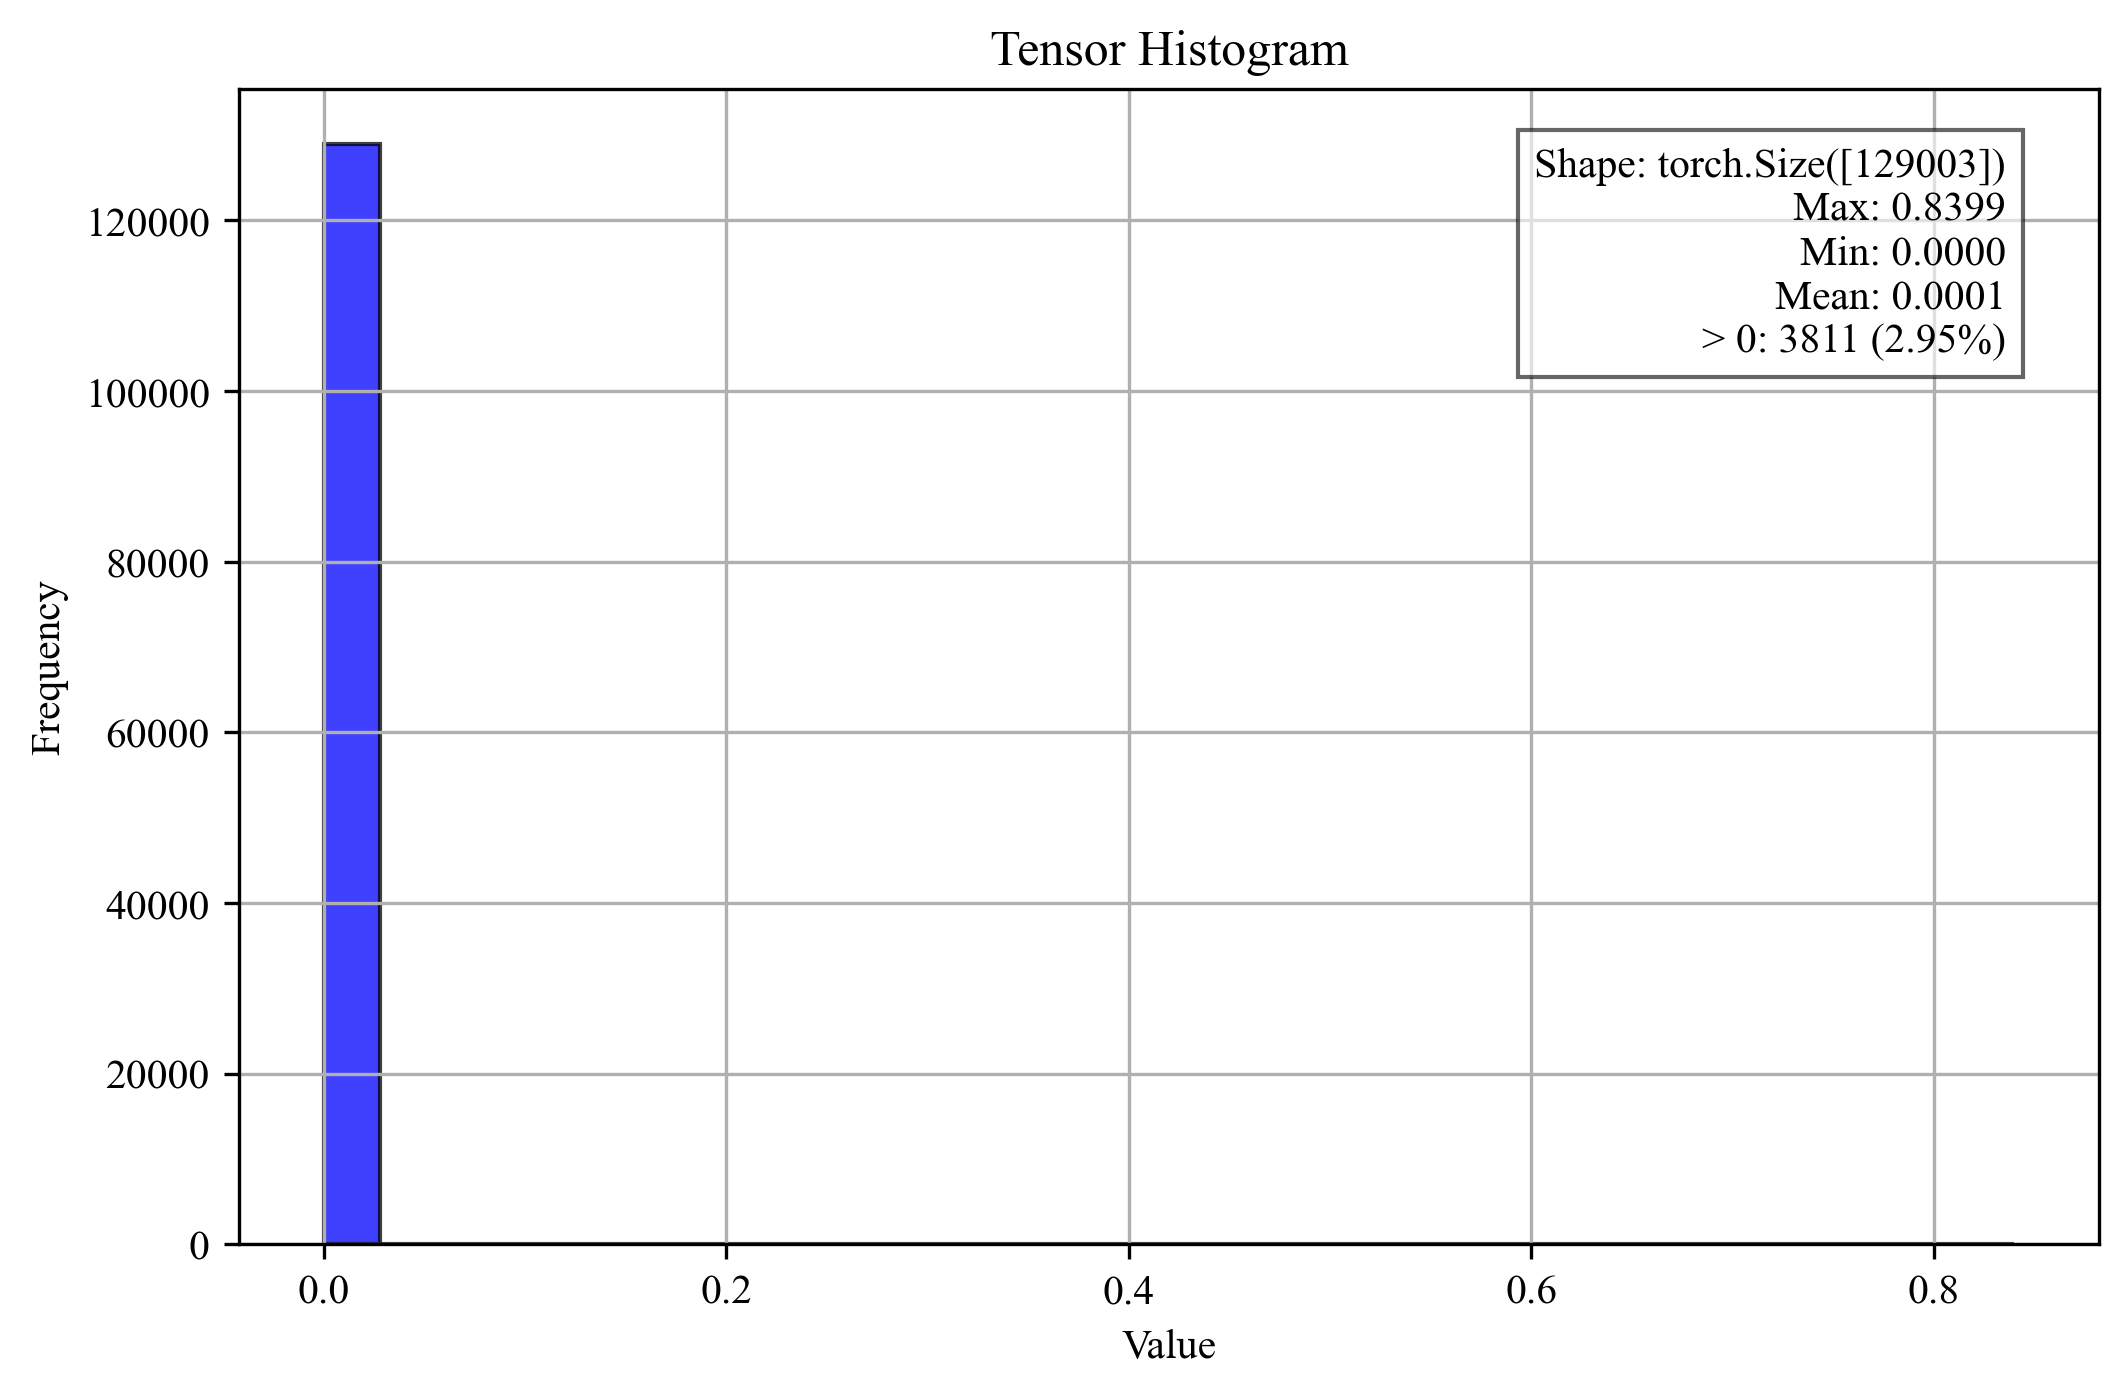 Tensor Histogram
Shape: torch.Size([129003])
Max: 0.8399
Min: 0.0000
Mean: 0.0001
> 0: 3811 (2.95%)
Frequency
120000
100000
80000
60000
40000
20000
0
0.0 0.2 0.4 0.6 0.8
Value